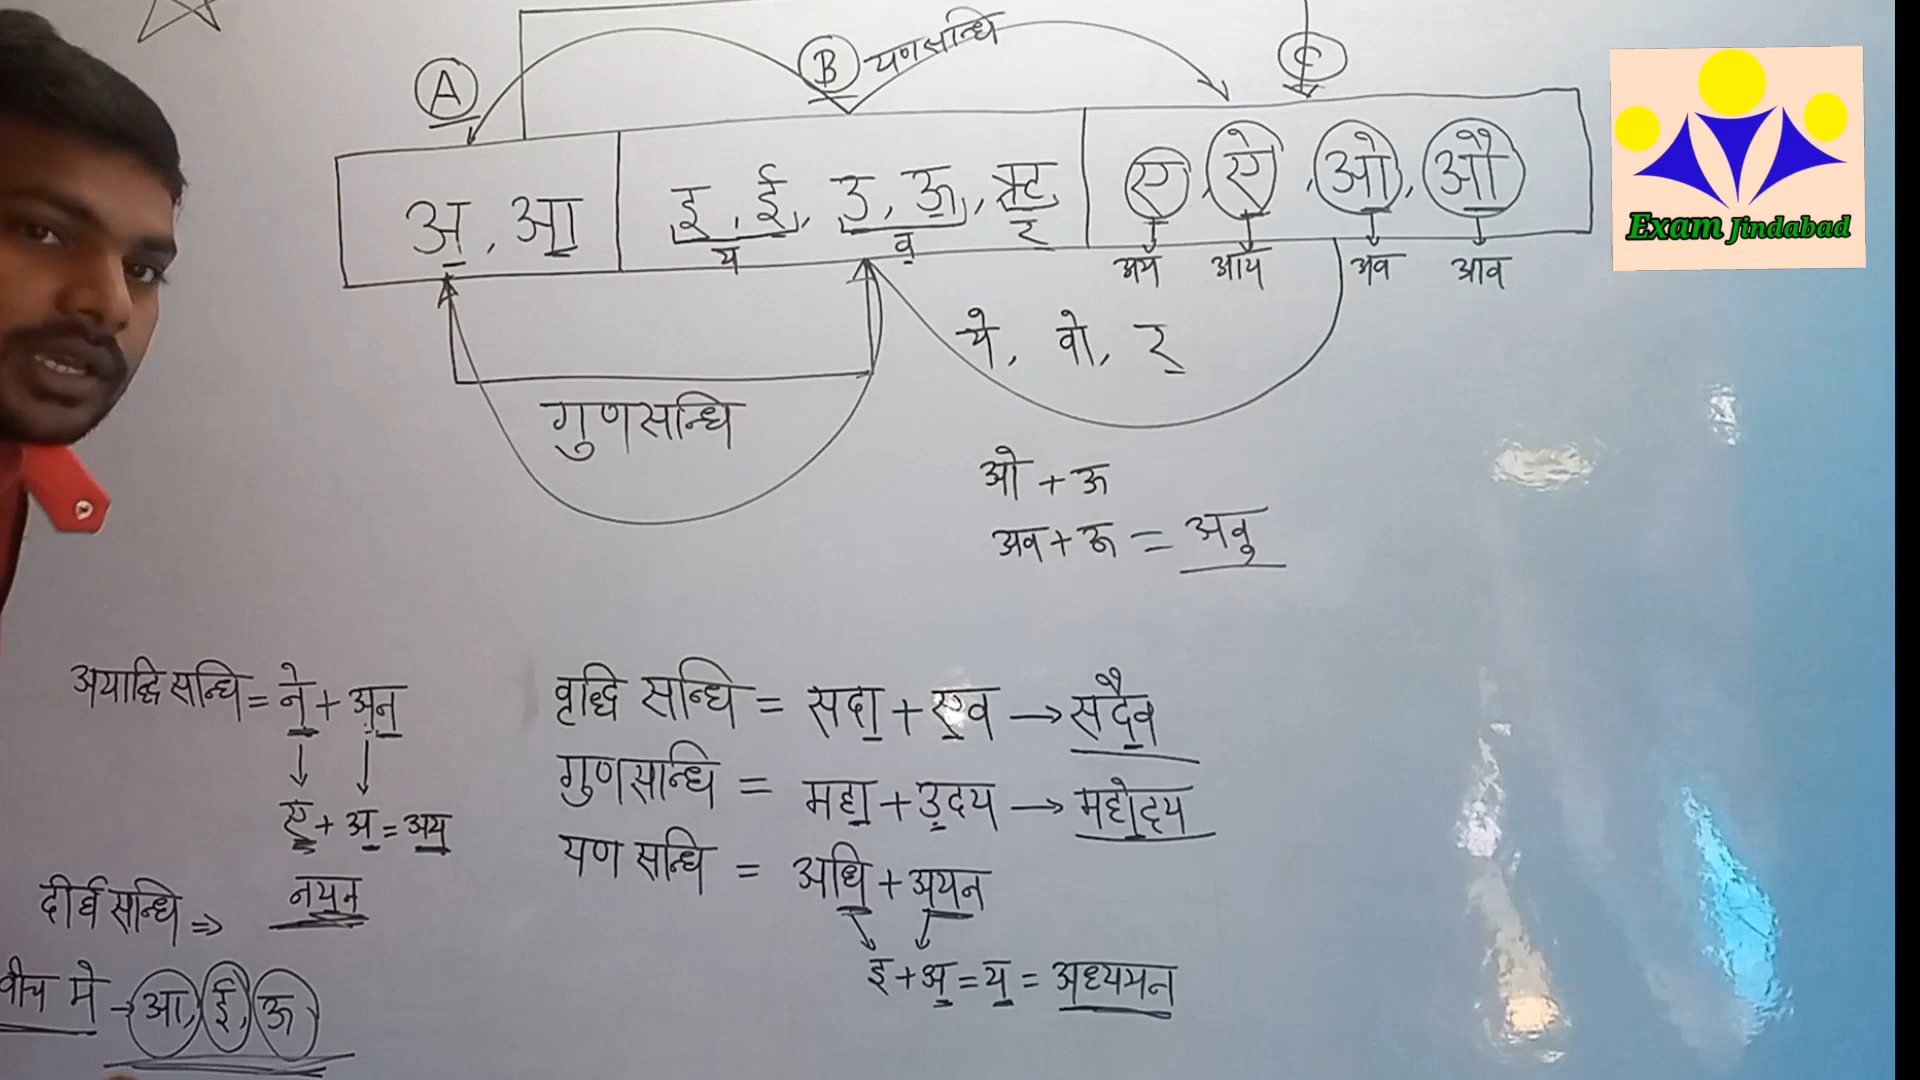 A
B यणसन्धि
C
अ, आ
इ, ई, उ, ऊ, ऋ
ए, ऐ, ओ, औ
य व र
अय आय अव आव
ये, वो, र्
गुणसन्धि
ओ + ऊ
अव + ऊ = अवु
अयादि सन्धि = ने + अन
ए + अ = अय
नयन
दीर्घ सन्धि ⇒
बीच मे → आ, ई, ऊ
वृद्धि सन्धि = सदा + एव → सदैव
गुणसन्धि = महा + उदय → महोदय
यण सन्धि = अधि + अयन
इ + अ = य = अध्ययन
Exam Jindabad